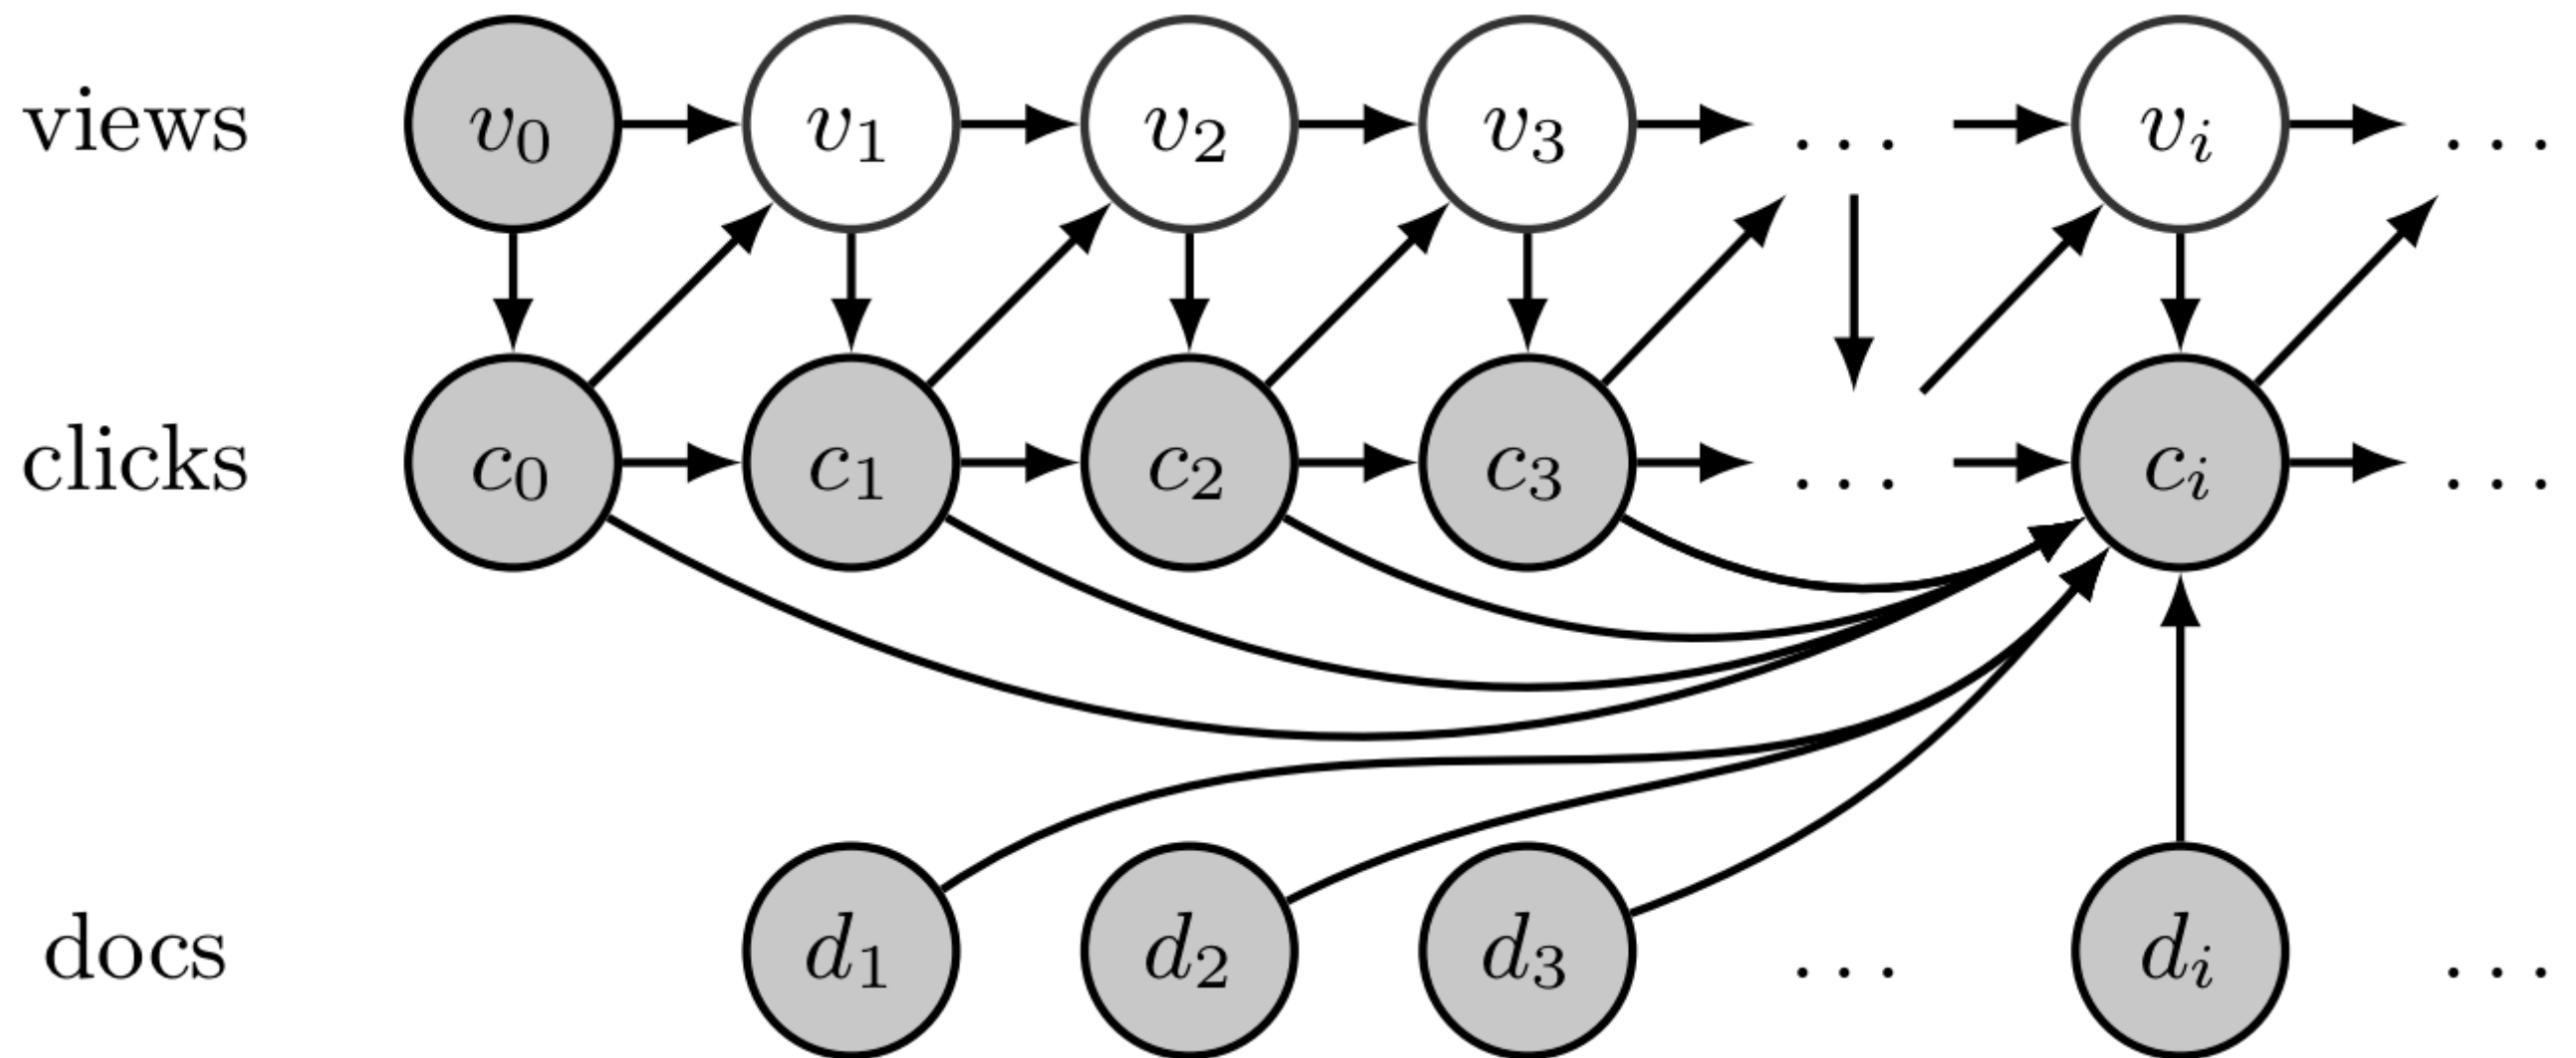 views v₀ v₁ v₂ v₃ ... vᵢ ...
clicks c₀ c₁ c₂ c₃ ... cᵢ ...
docs d₁ d₂ d₃ ... dᵢ ...